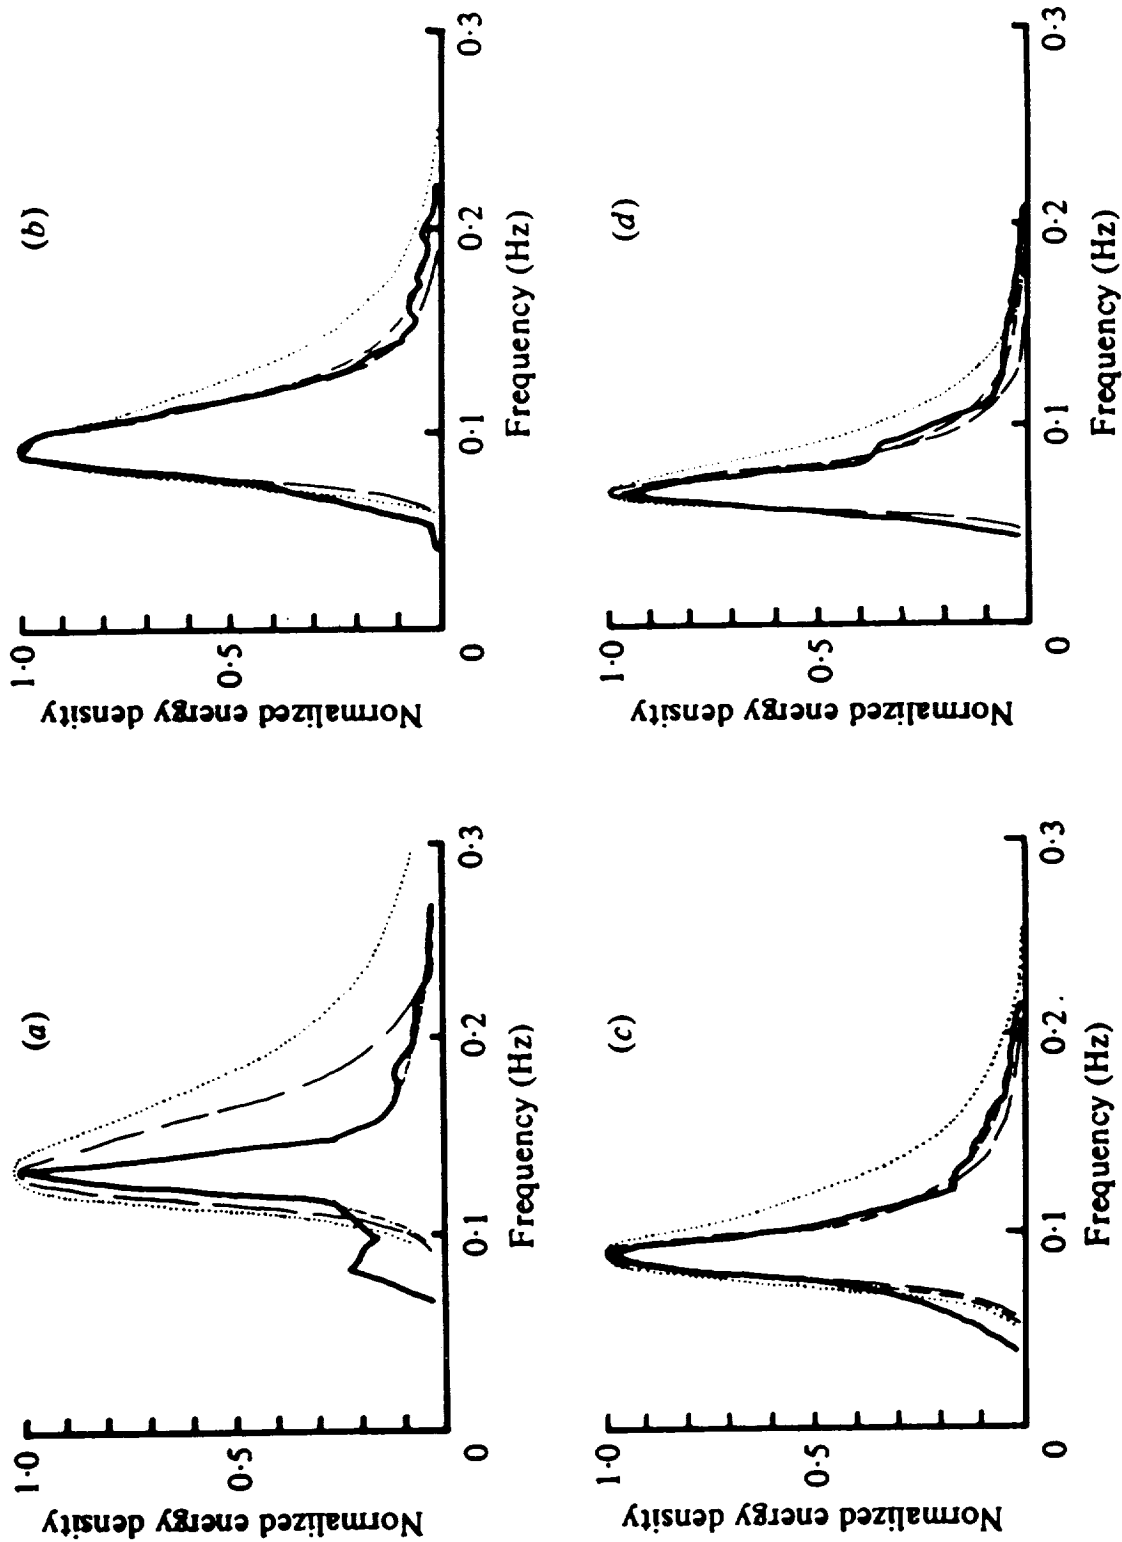 (a)
1·0
0·5
0
0·1
0·2
0·3
Normalized energy density
Frequency (Hz)
(b)
1·0
0·5
0
0·1
0·2
0·3
Normalized energy density
Frequency (Hz)
(c)
1·0
0·5
0
0·1
0·2
0·3
Normalized energy density
Frequency (Hz)
(d)
1·0
0·5
0
0·1
0·2
0·3
Normalized energy density
Frequency (Hz)